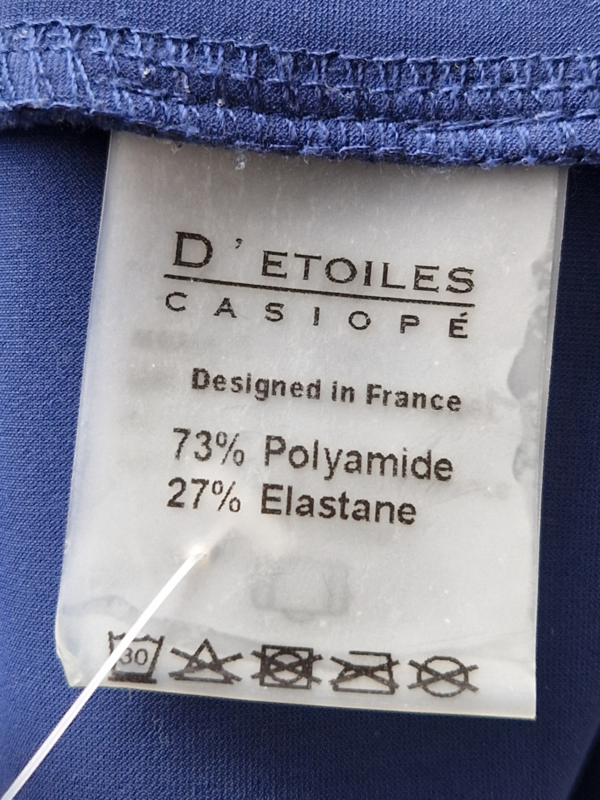 D'ETOILES
CASIOPÉ
Designed in France
73% Polyamide
27% Elastane
30